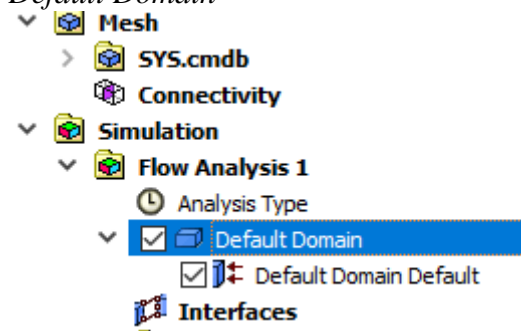 Default Domain
Mesh
SYS.cmdb
Connectivity
Simulation
Flow Analysis 1
Analysis Type
Default Domain
Default Domain Default
Interfaces